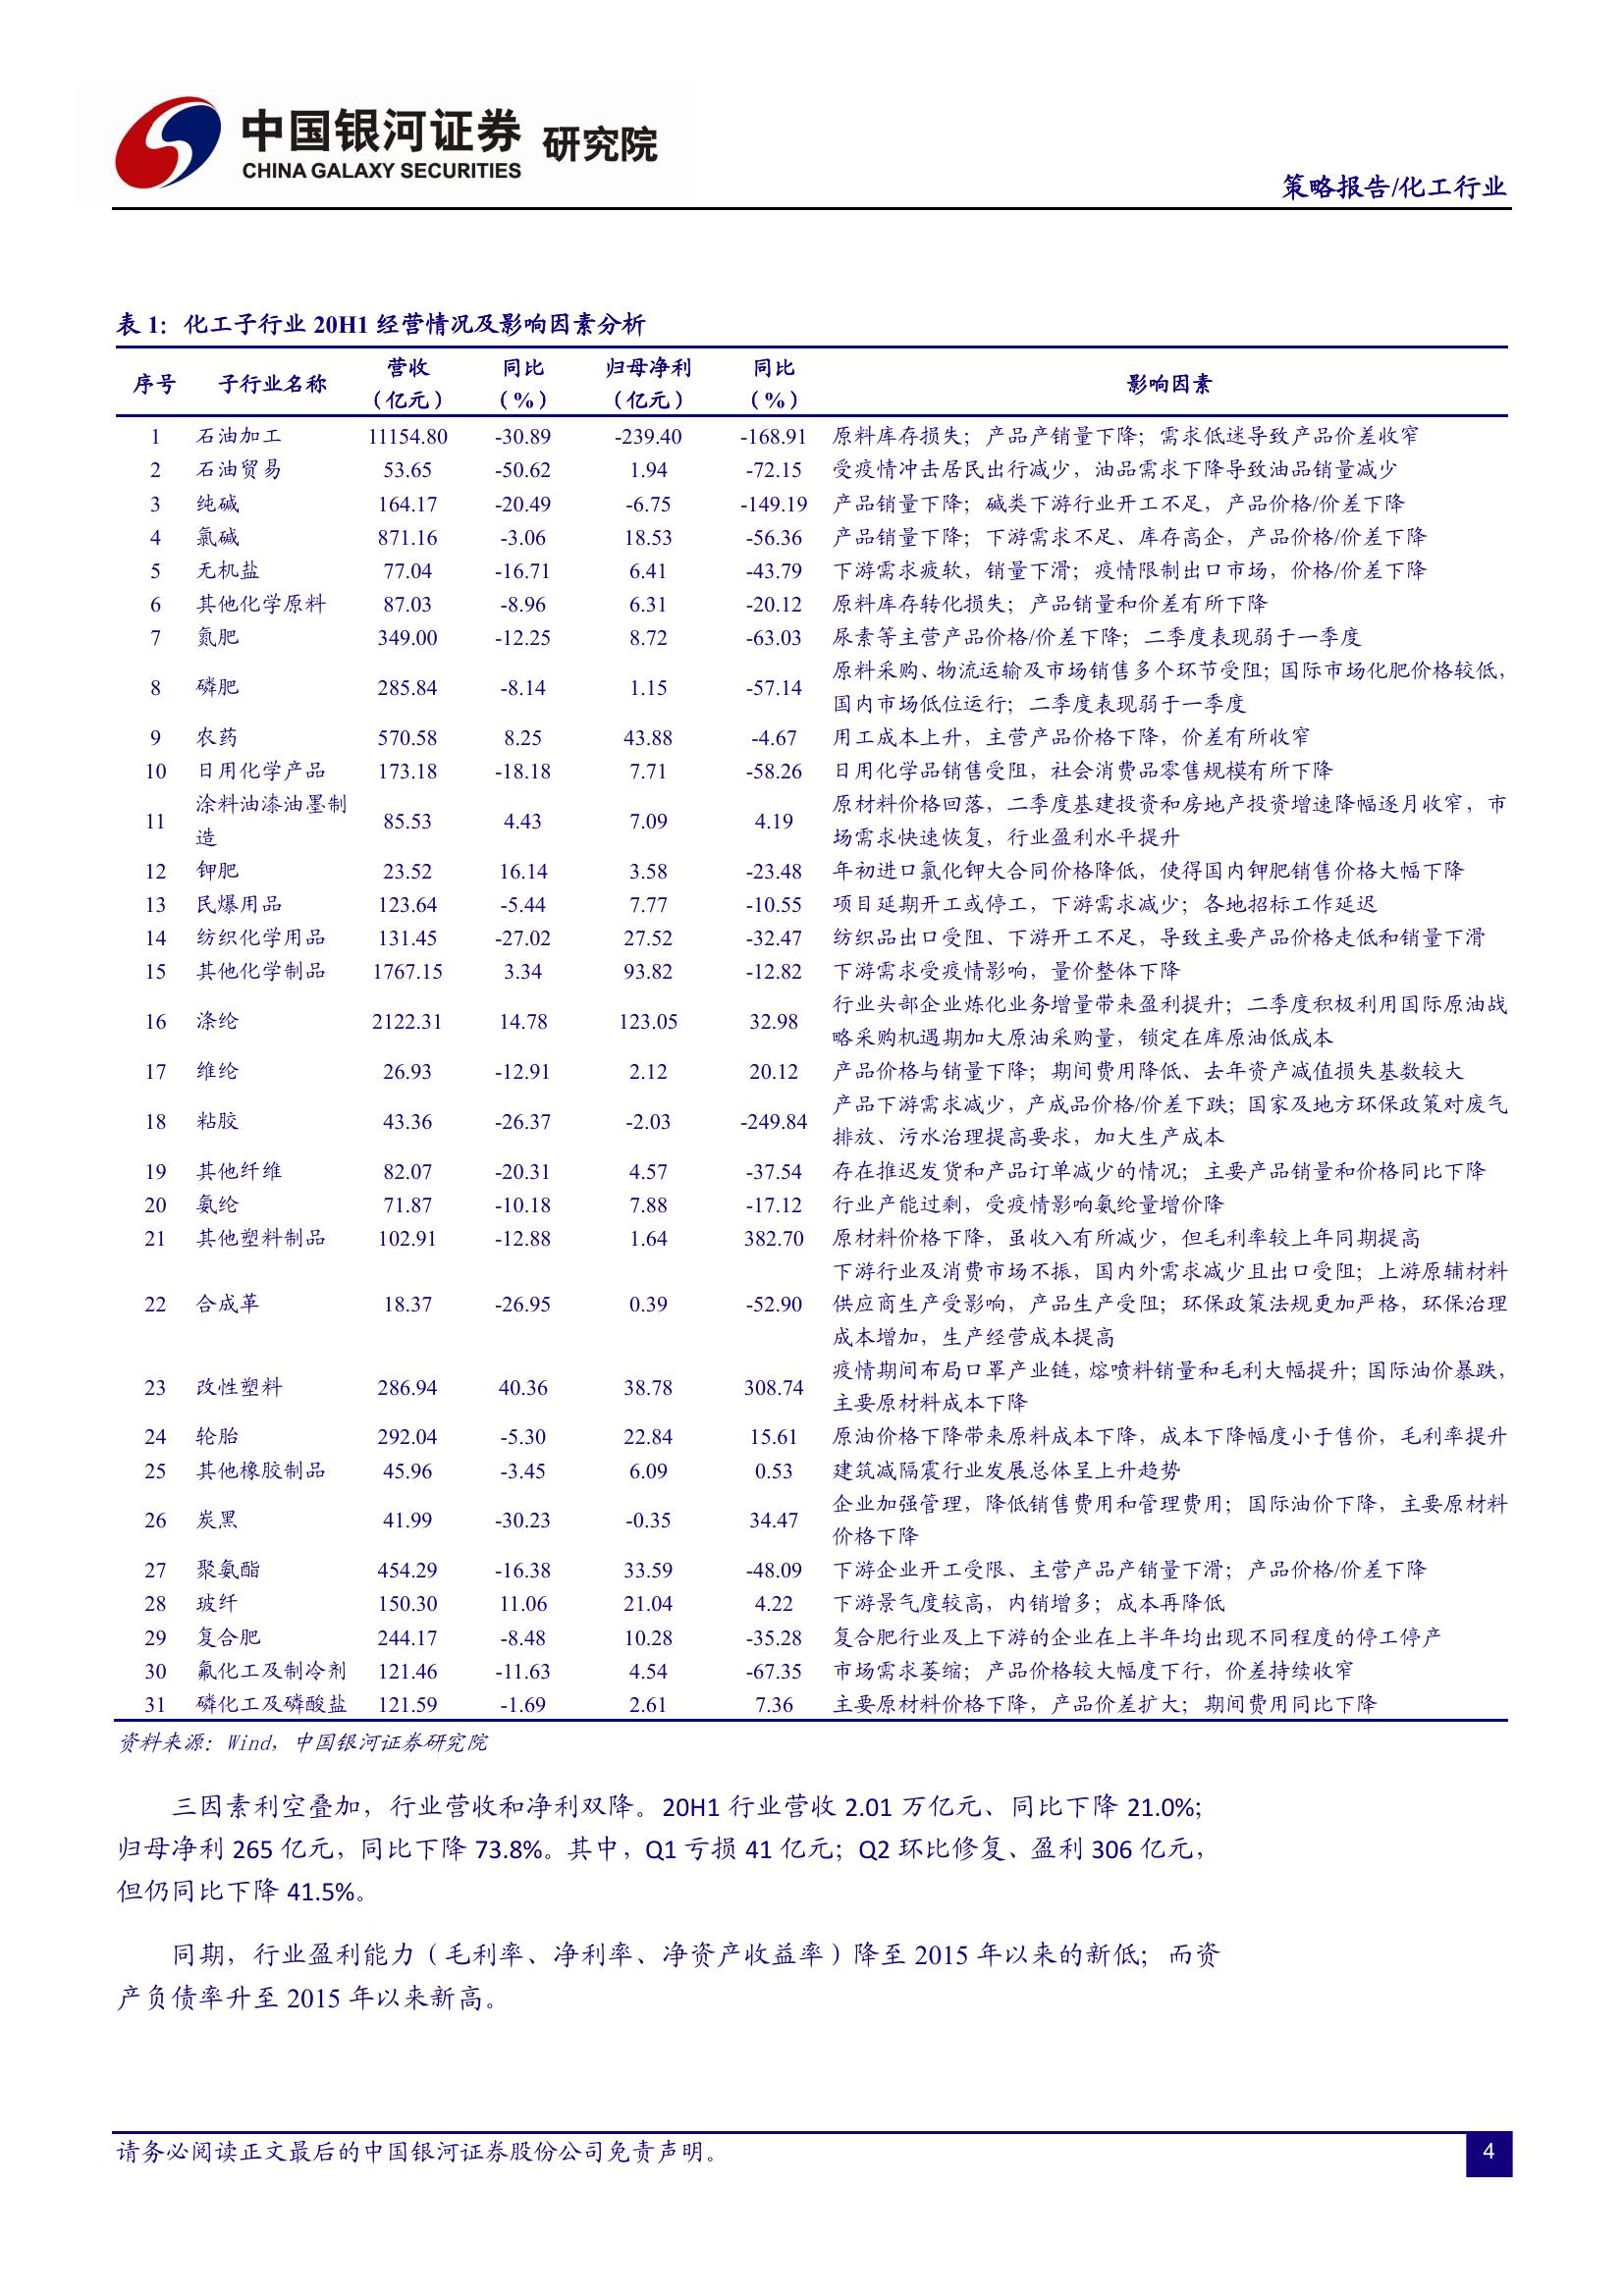 中国银河证券 研究院
CHINA GALAXY SECURITIES
策略报告/化工行业
表 1：化工子行业 20H1 经营情况及影响因素分析
序号 子行业名称 营收（亿元） 同比（%） 归母净利（亿元） 同比（%） 影响因素
1 石油加工 11154.80 -30.89 -239.40 -168.91 原料库存损失；产品产销量下降；需求低迷导致产品价差收窄
2 石油贸易 53.65 -50.62 1.94 -72.15 受疫情冲击居民出行减少，油品需求下降导致油品销量减少
3 纯碱 164.17 -20.49 -6.75 -149.19 产品销量下降；碱类下游行业开工不足，产品价格/价差下降
4 氯碱 871.16 -3.06 18.53 -56.36 产品销量下降；下游需求不足、库存高企，产品价格/价差下降
5 无机盐 77.04 -16.71 6.41 -43.79 下游需求疲软，销量下滑；疫情限制出口市场，价格/价差下降
6 其他化学原料 87.03 -8.96 6.31 -20.12 原料库存转化损失；产品销量和价差有所下降
7 氮肥 349.00 -12.25 8.72 -63.03 尿素等主营产品价格/价差下降；二季度表现弱于一季度
8 磷肥 285.84 -8.14 1.15 -57.14 原料采购、物流运输及市场销售多个环节受阻；国际市场化肥价格较低，
国内市场低位运行；二季度表现弱于一季度
9 农药 570.58 8.25 43.88 -4.67 用工成本上升，主营产品价格下降，价差有所收窄
10 日用化学产品 173.18 -18.18 7.71 -58.26 日用化学品销售受阻，社会消费品零售规模有所下降
11 涂料油漆油墨制造 85.53 4.43 7.09 4.19 原材料价格回落，二季度基建投资和房地产投资增速降幅逐月收窄，市
场需求快速恢复，行业盈利水平提升
12 钾肥 23.52 16.14 3.58 -23.48 年初进口氯化钾大合同价格降低，使得国内钾肥销售价格大幅下降
13 民爆用品 123.64 -5.44 7.77 -10.55 项目延期开工或停工，下游需求减少；各地招标工作延迟
14 纺织化学用品 131.45 -27.02 27.52 -32.47 纺织品出口受阻、下游开工不足，导致主要产品价格走低和销量下滑
15 其他化学制品 1767.15 3.34 93.82 -12.82 下游需求受疫情影响，量价整体下降
16 涤纶 2122.31 14.78 123.05 32.98 行业头部企业炼化业务增量带来盈利提升；二季度积极利用国际原油战
略采购机遇期加大原油采购量，锁定在库原油低成本
17 维纶 26.93 -12.91 2.12 20.12 产品价格与销量下降；期间费用降低、去年资产减值损失基数较大
18 粘胶 43.36 -26.37 -2.03 -249.84 产品下游需求减少，产成品价格/价差下跌；国家及地方环保政策对废气
排放、污水治理提高要求，加大生产成本
19 其他纤维 82.07 -20.31 4.57 -37.54 存在推迟发货和产品订单减少的情况；主要产品销量和价格同比下降
20 氨纶 71.87 -10.18 7.88 -17.12 行业产能过剩，受疫情影响氨纶量增价降
21 其他塑料制品 102.91 -12.88 1.64 382.70 原材料价格下降，虽收入有所减少，但毛利率较上年同期提高
22 合成革 18.37 -26.95 0.39 -52.90 下游行业及消费市场不振，国内外需求减少且出口受阻；上游原辅材料
供应商生产受影响，产品生产受阻；环保政策法规更加严格，环保治理
成本增加，生产经营成本提高
23 改性塑料 286.94 40.36 38.78 308.74 疫情期间布局口罩产业链，熔喷料销量和毛利大幅提升；国际油价暴跌，
主要原材料成本下降
24 轮胎 292.04 -5.30 22.84 15.61 原油价格下降带来原料成本下降，成本下降幅度小于售价，毛利率提升
25 其他橡胶制品 45.96 -3.45 6.09 0.53 建筑减隔震行业发展总体呈上升趋势
26 炭黑 41.99 -30.23 -0.35 34.47 企业加强管理，降低销售费用和管理费用；国际油价下降，主要原材料
价格下降
27 聚氨酯 454.29 -16.38 33.59 -48.09 下游企业开工受限、主营产品产销量下滑；产品价格/价差下降
28 玻纤 150.30 11.06 21.04 4.22 下游景气度较高，内销增多；成本再降低
29 复合肥 244.17 -8.48 10.28 -35.28 复合肥行业及上下游的企业在上半年均出现不同程度的停工停产
30 氟化工及制冷剂 121.46 -11.63 4.54 -67.35 市场需求萎缩；产品价格较大幅度下行，价差持续收窄
31 磷化工及磷酸盐 121.59 -1.69 2.61 7.36 主要原材料价格下降，产品价差扩大；期间费用同比下降
资料来源：Wind，中国银河证券研究院
三因素利空叠加，行业营收和净利双降。20H1 行业营收 2.01 万亿元、同比下降 21.0%;
归母净利 265 亿元，同比下降 73.8%。其中，Q1 亏损 41 亿元；Q2 环比修复、盈利 306 亿元，
但仍同比下降 41.5%。
同期，行业盈利能力（毛利率、净利率、净资产收益率）降至 2015 年以来的新低；而资
产负债率升至 2015 年以来新高。
请务必阅读正文最后的中国银河证券股份公司免责声明。
4